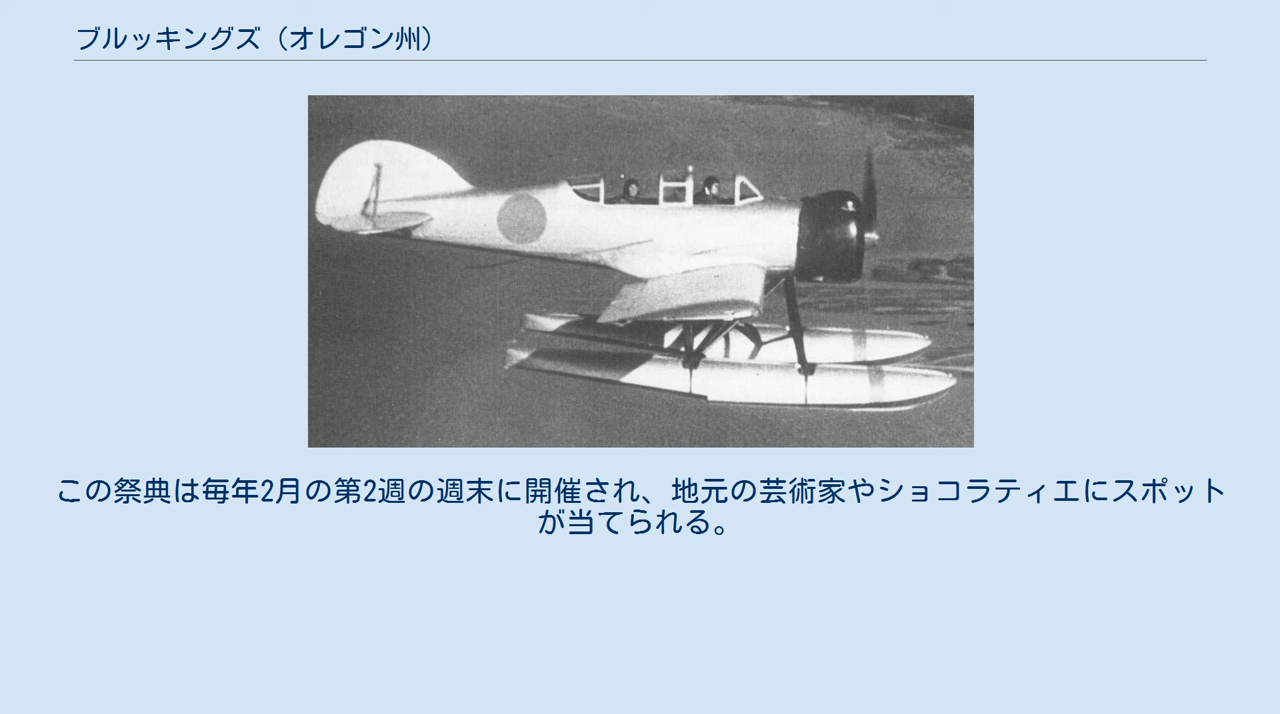 ブルッキングズ（オレゴン州）
この祭典は毎年2月の第2週の週末に開催され、地元の芸術家やショコラティエにスポット
が当てられる。